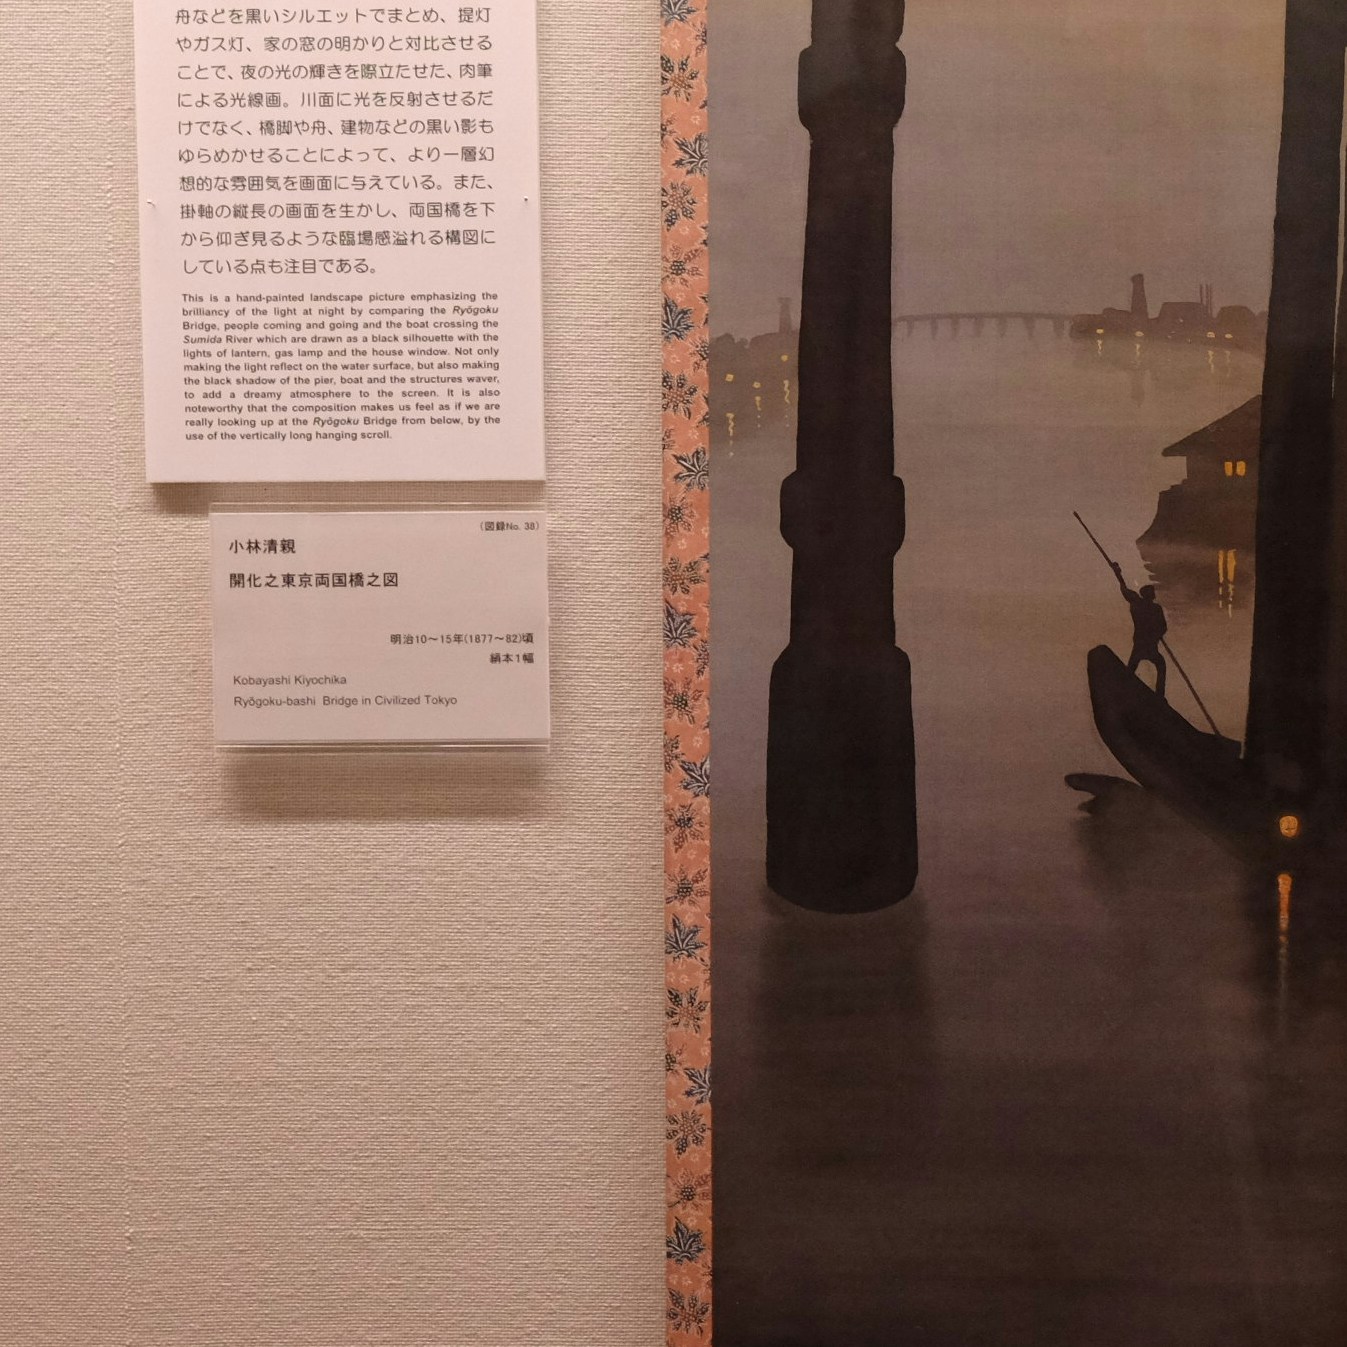 舟などを黒いシルエットでまとめ、提灯
やガス灯、家の窓の明かりと対比させる
ことで、夜の光の輝きを際立たせた、肉筆
による光線画。川面に光を反射させるだ
けでなく、橋脚や舟、建物などの黒い影も
ゆらめかせることによって、より一層幻
想的な雰囲気を画面に与えている。また、
掛軸の縦長の画面を生かし、両国橋を下
から仰ぎ見るような臨場感溢れる構図に
している点も注目である。
This is a hand-painted landscape picture emphasizing the
brilliancy of the light at night by comparing the Ryōgoku
Bridge, people coming and going and the boat crossing the
Sumida River which are drawn as a black silhouette with the
lights of lantern, gas lamp and the house window. Not only
making the light reflect on the water surface, but also making
the black shadow of the pier, boat and the structures waver,
to add a dreamy atmosphere to the screen. It is also
noteworthy that the composition makes us feel as if we are
really looking up at the Ryōgoku Bridge from below, by the
use of the vertically long hanging scroll.
(図録No. 38)
小林清親
開化之東京両国橋之図
明治10～15年(1877～82)頃
絹本1幅
Kobayashi Kiyochika
Ryōgoku-bashi Bridge in Civilized Tokyo